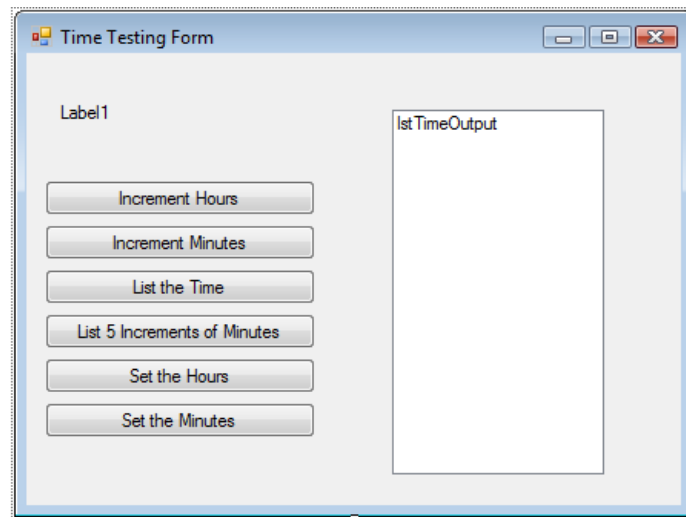 Time Testing Form
Label1
lstTimeOutput
Increment Hours
Increment Minutes
List the Time
List 5 Increments of Minutes
Set the Hours
Set the Minutes